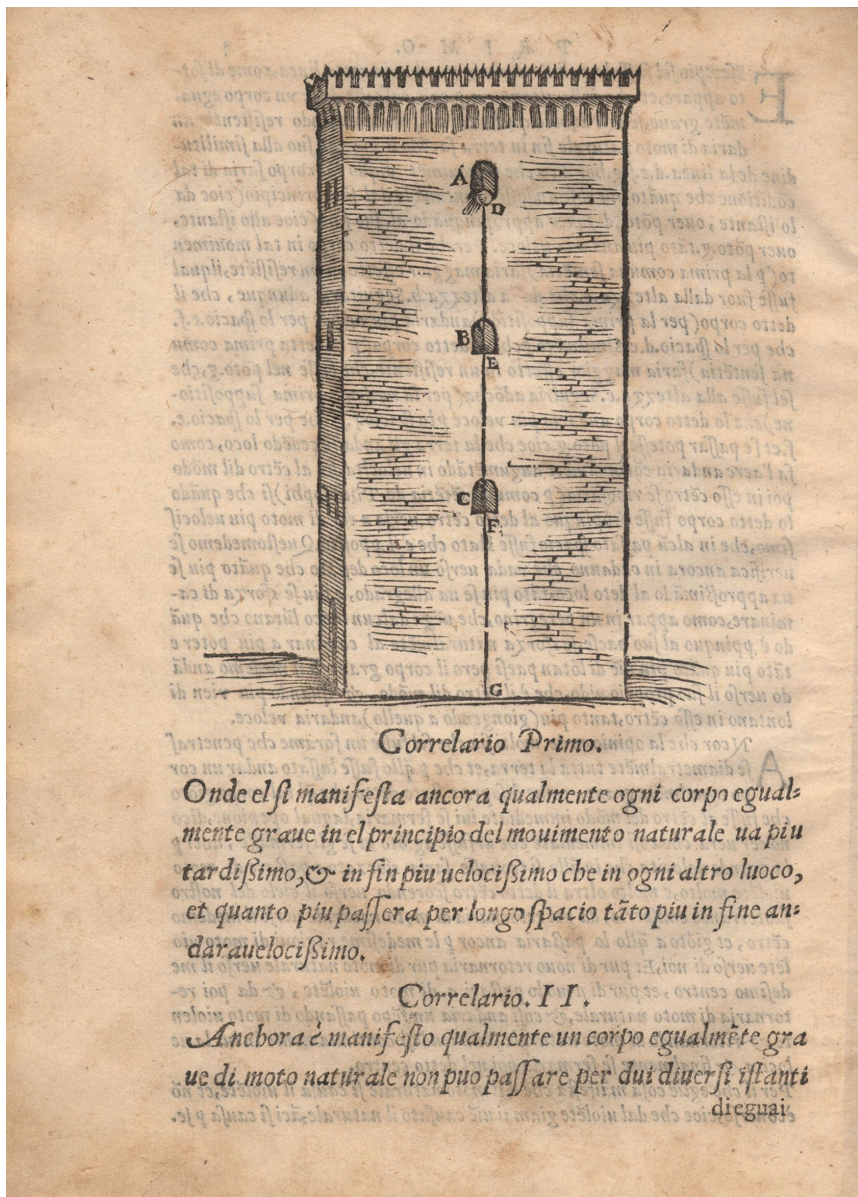 A
D
B
E
C
F
G
Correlario Primo.
Onde el si manifesta ancora qualmente ogni corpo egual=
mente graue in el principio del mouimento naturale ua piu
tardißimo, & in fin piu uelocißimo che in ogni altro luoco,
et quanto piu passera per longo spacio tãto piu in fine an=
dara uelocißimo.
Correlario. II.
Anchora è manifesto qualmente un corpo egualmẽte gra
ue di moto naturale non puo passare per dui diuersi istanti
di eguai